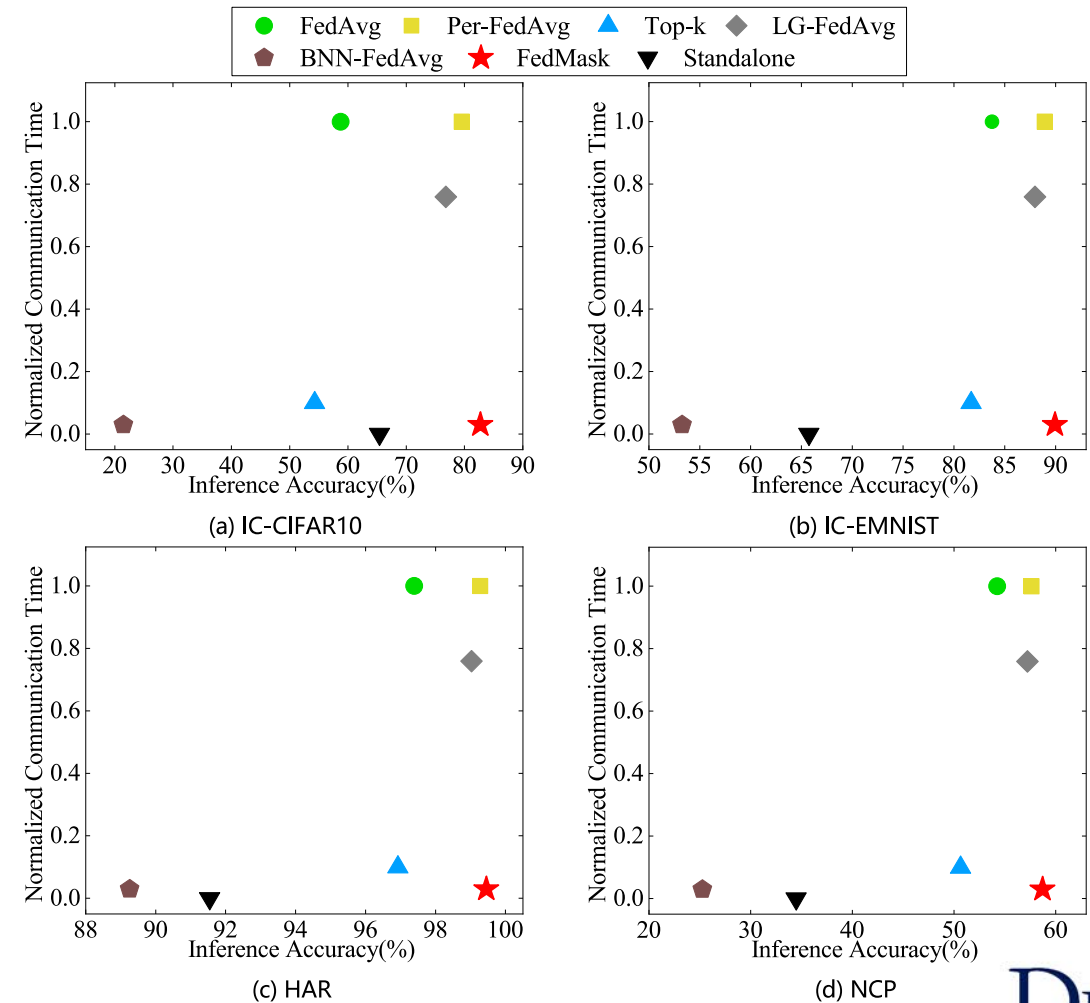 FedAvg Per-FedAvg Top-k LG-FedAvg
BNN-FedAvg FedMask Standalone
Normalized Communication Time
1.0
0.8
0.6
0.4
0.2
0.0
20 30 40 50 60 70 80 90
Inference Accuracy(%)
(a) IC-CIFAR10
Normalized Communication Time
1.0
0.8
0.6
0.4
0.2
0.0
50 55 60 65 70 75 80 85 90
Inference Accuracy(%)
(b) IC-EMNIST
Normalized Communication Time
1.0
0.8
0.6
0.4
0.2
0.0
88 90 92 94 96 98 100
Inference Accuracy(%)
(c) HAR
Normalized Communication Time
1.0
0.8
0.6
0.4
0.2
0.0
20 30 40 50 60
Inference Accuracy(%)
(d) NCP